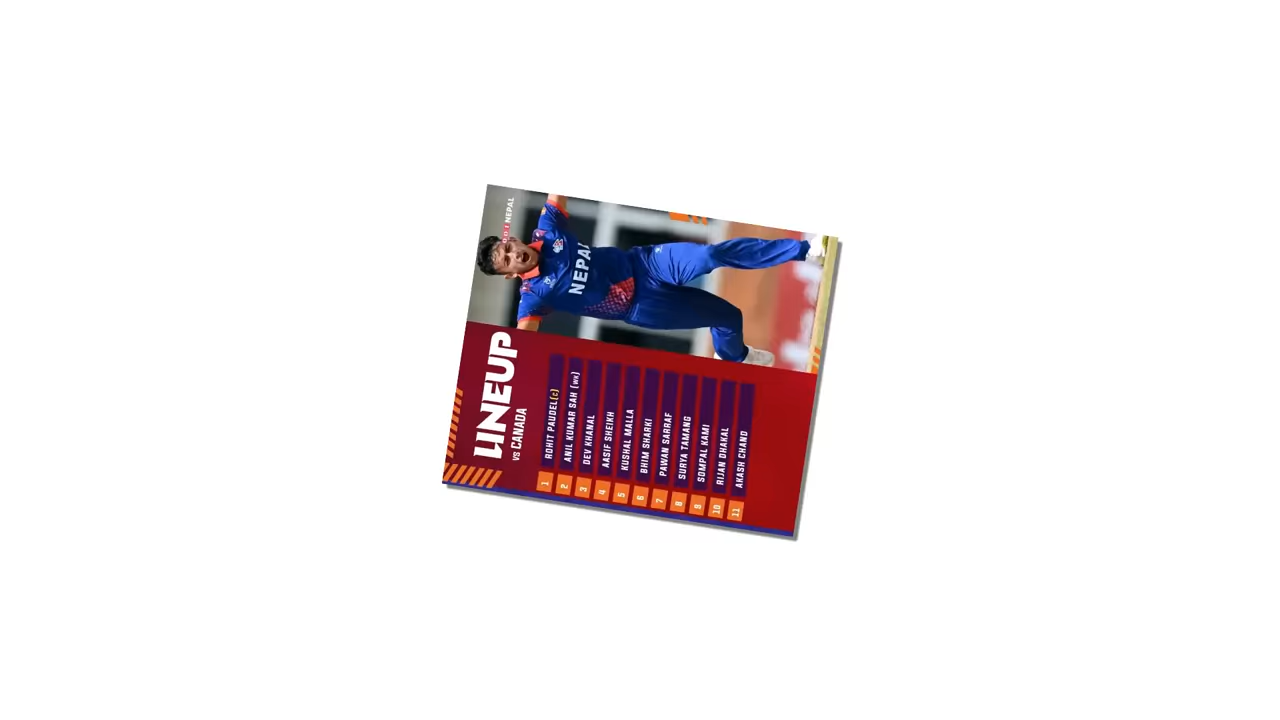 NEPAL
NEPAL
LINEUP
VS CANADA
1 ROHIT PAUDEL (C)
2 ANIL KUMAR SAH (WK)
3 DEV KHANAL
4 AASIF SHEIKH
5 KUSHAL MALLA
6 BHIM SHARKI
7 PAWAN SARRAF
8 SURYA TAMANG
9 SOMPAL KAMI
10 RIJAN DHAKAL
11 AKASH CHAND